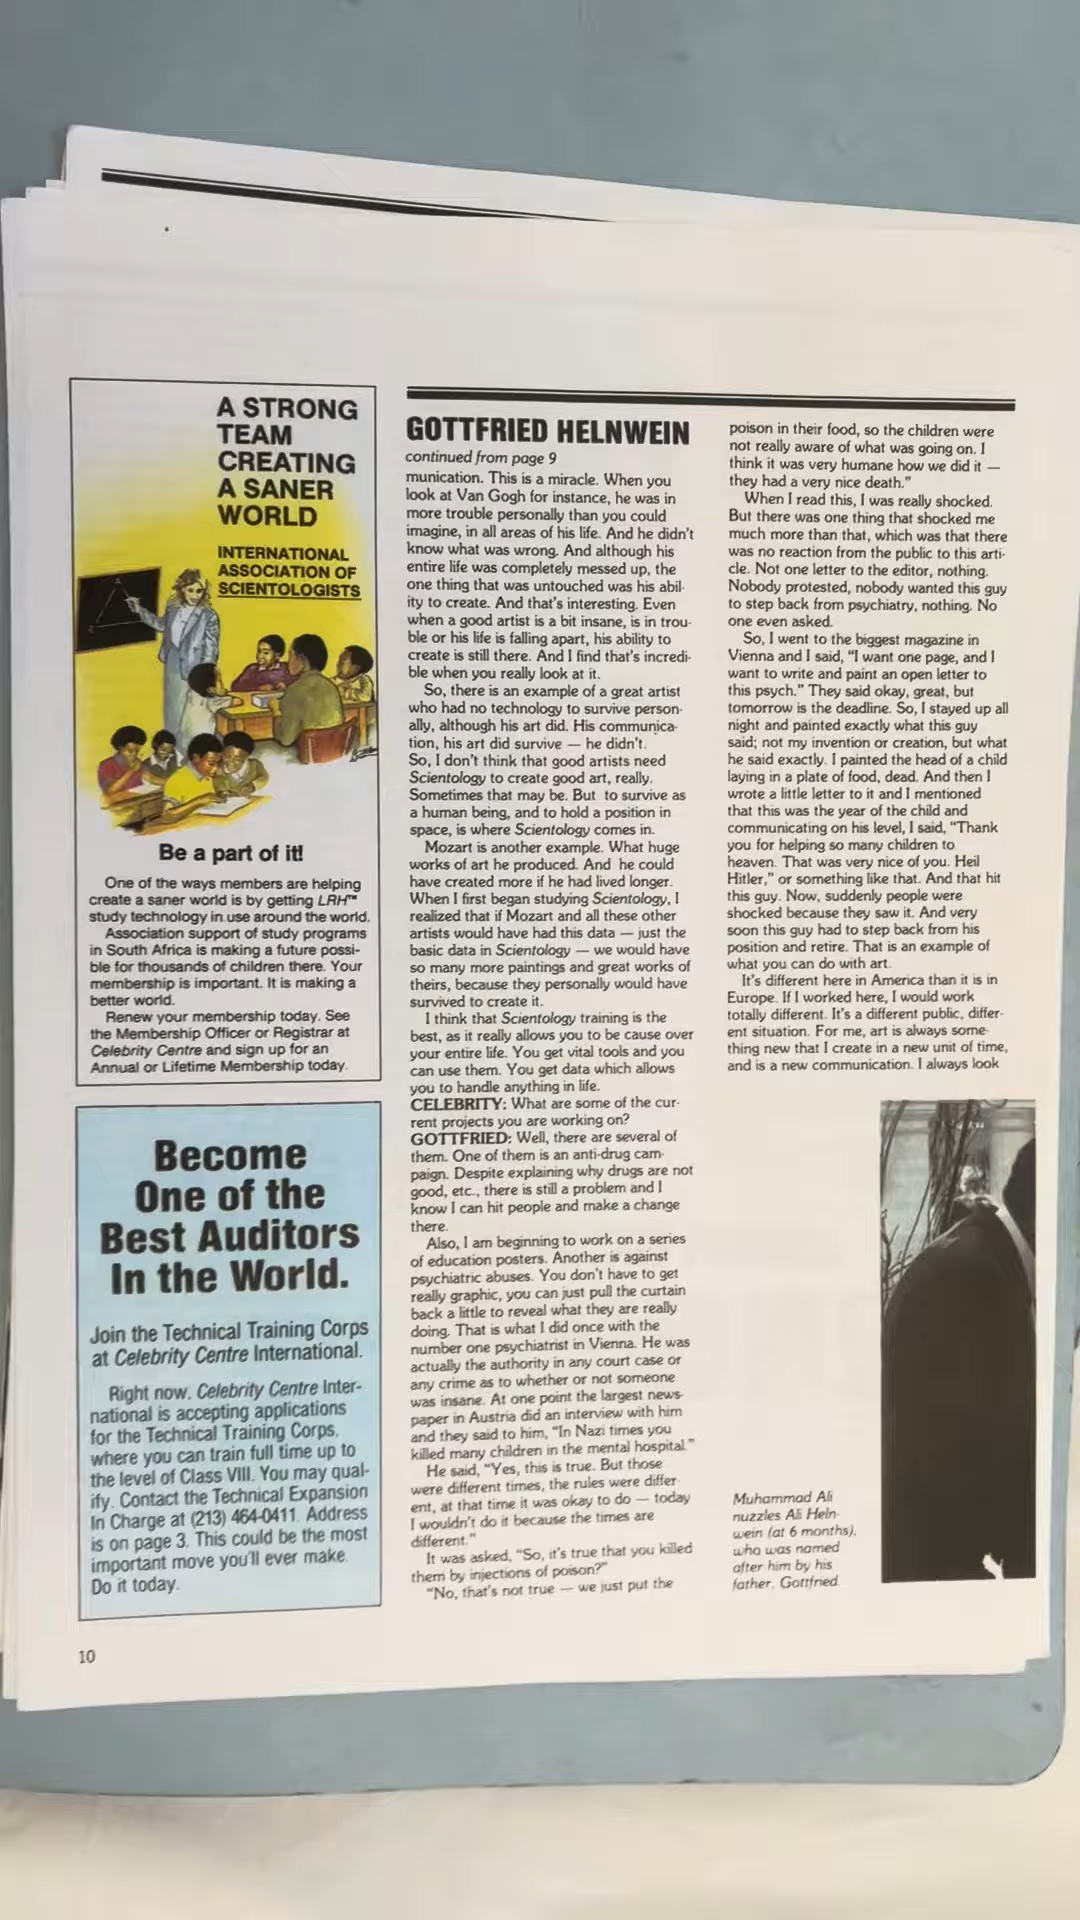 A STRONG
TEAM
CREATING
A SANER
WORLD
INTERNATIONAL
ASSOCIATION OF
SCIENTOLOGISTS
Be a part of it!
One of the ways members are helping
create a saner world is by getting LRH™
study technology in use around the world.
Association support of study programs
in South Africa is making a future possi-
ble for thousands of children there. Your
membership is important. It is making a
better world.
Renew your membership today. See
the Membership Officer or Registrar at
Celebrity Centre and sign up for an
Annual or Lifetime Membership today.
Become
One of the
Best Auditors
In the World.
Join the Technical Training Corps
at Celebrity Centre International.
Right now, Celebrity Centre Inter-
national is accepting applications
for the Technical Training Corps,
where you can train full time up to
the level of Class VIII. You may qual-
ify. Contact the Technical Expansion
In Charge at (213) 464-0411. Address
is on page 3. This could be the most
important move you'll ever make.
Do it today.
10
GOTTFRIED HELNWEIN
continued from page 9
munication. This is a miracle. When you
look at Van Gogh for instance, he was in
more trouble personally than you could
imagine, in all areas of his life. And he didn't
know what was wrong. And although his
entire life was completely messed up, the
one thing that was untouched was his abil-
ity to create. And that's interesting. Even
when a good artist is a bit insane, is in trou-
ble or his life is falling apart, his ability to
create is still there. And I find that's incredi-
ble when you really look at it.
So, there is an example of a great artist
who had no technology to survive person-
ally, although his art did. His communica-
tion, his art did survive — he didn't.
So, I don't think that good artists need
Scientology to create good art, really.
Sometimes that may be. But to survive as
a human being, and to hold a position in
space, is where Scientology comes in.
Mozart is another example. What huge
works of art he produced. And he could
have created more if he had lived longer.
When I first began studying Scientology, I
realized that if Mozart and all these other
artists would have had this data — just the
basic data in Scientology — we would have
so many more paintings and great works of
theirs, because they personally would have
survived to create it.
I think that Scientology training is the
best, as it really allows you to be cause over
your entire life. You get vital tools and you
can use them. You get data which allows
you to handle anything in life.
CELEBRITY: What are some of the cur-
rent projects you are working on?
GOTTFRIED: Well, there are several of
them. One of them is an anti-drug cam-
paign. Despite explaining why drugs are not
good, etc., there is still a problem and I
know I can hit people and make a change
there.
Also, I am beginning to work on a series
of education posters. Another is against
psychiatric abuses. You don't have to get
really graphic, you can just pull the curtain
back a little to reveal what they are really
doing. That is what I did once with the
number one psychiatrist in Vienna. He was
actually the authority in any court case or
any crime as to whether or not someone
was insane. At one point the largest news-
paper in Austria did an interview with him
and they said to him, "In Nazi times you
killed many children in the mental hospital."
He said, "Yes, this is true. But those
were different times, the rules were differ-
ent, at that time it was okay to do — today
I wouldn't do it because the times are
different."
It was asked, "So, it's true that you killed
them by injections of poison?"
"No, that's not true — we just put the
poison in their food, so the children were
not really aware of what was going on. I
think it was very humane how we did it —
they had a very nice death."
When I read this, I was really shocked.
But there was one thing that shocked me
much more than that, which was that there
was no reaction from the public to this arti-
cle. Not one letter to the editor, nothing.
Nobody protested, nobody wanted this guy
to step back from psychiatry, nothing. No
one even asked.
So, I went to the biggest magazine in
Vienna and I said, "I want one page, and I
want to write and paint an open letter to
this psych." They said okay, great, but
tomorrow is the deadline. So, I stayed up all
night and painted exactly what this guy
said; not my invention or creation, but what
he said exactly. I painted the head of a child
laying in a plate of food, dead. And then I
wrote a little letter to it and I mentioned
that this was the year of the child and
communicating on his level, I said, "Thank
you for helping so many children to
heaven. That was very nice of you. Heil
Hitler," or something like that. And that hit
this guy. Now, suddenly people were
shocked because they saw it. And very
soon this guy had to step back from his
position and retire. That is an example of
what you can do with art.
It's different here in America than it is in
Europe. If I worked here, I would work
totally different. It's a different public, differ-
ent situation. For me, art is always some-
thing new that I create in a new unit of time,
and is a new communication. I always look
Muhammad Ali
nuzzles Ali Heln-
wein (at 6 months),
who was named
after him by his
father, Gottfried.